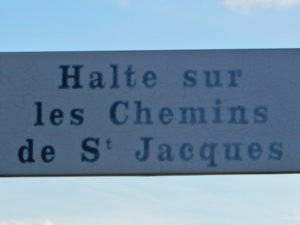 Halte sur
les Chemins
de St Jacques